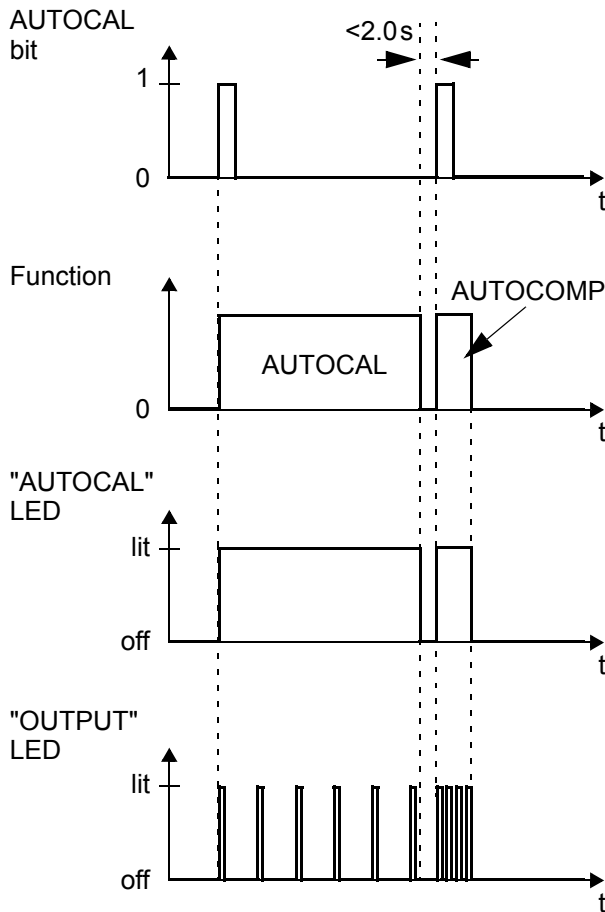 AUTOCAL
bit
<2.0s
1
0
t
Function
AUTOCOMP
AUTOCAL
0
t
"AUTOCAL"
LED
lit
off
t
"OUTPUT"
LED
lit
off
t